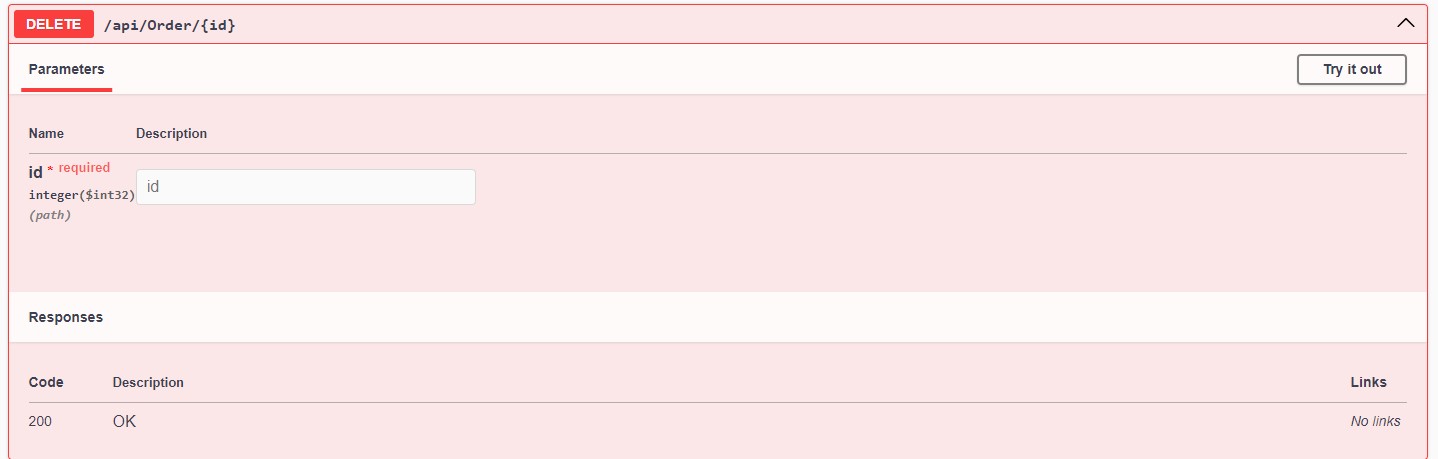 DELETE /api/Order/{id}
Parameters Try it out
Name Description
id * required
integer($int32) id
(path)
Responses
Code Description Links
200 OK No links